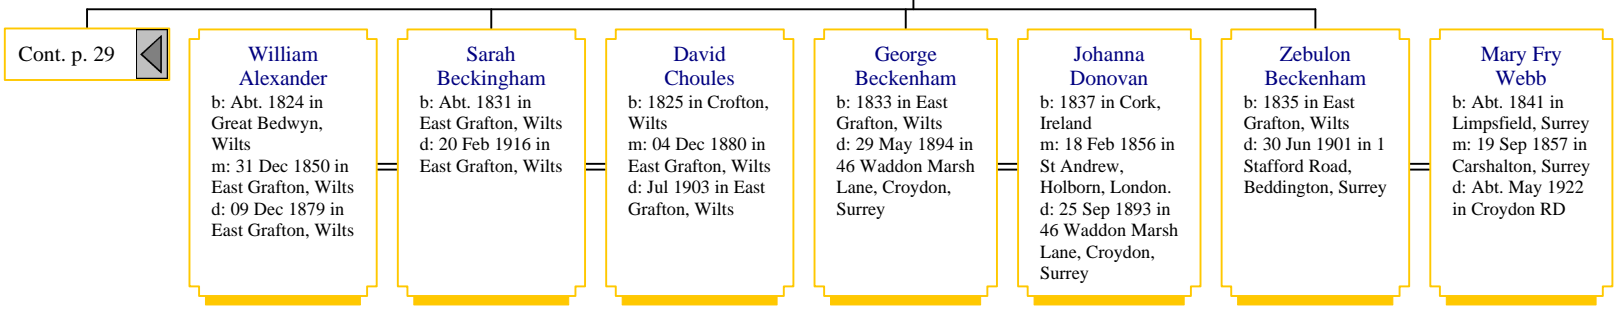 Cont. p. 29
William
Alexander
b: Abt. 1824 in
Great Bedwyn,
Wilts
m: 31 Dec 1850 in
East Grafton, Wilts
d: 09 Dec 1879 in
East Grafton, Wilts
Sarah
Beckingham
b: Abt. 1831 in
East Grafton, Wilts
d: 20 Feb 1916 in
East Grafton, Wilts
David
Choules
b: 1825 in Crofton,
Wilts
m: 04 Dec 1880 in
East Grafton, Wilts
d: Jul 1903 in East
Grafton, Wilts
George
Beckenham
b: 1833 in East
Grafton, Wilts
d: 29 May 1894 in
46 Waddon Marsh
Lane, Croydon,
Surrey
Johanna
Donovan
b: 1837 in Cork,
Ireland
m: 18 Feb 1856 in
St Andrew,
Holborn, London.
d: 25 Sep 1893 in
46 Waddon Marsh
Lane, Croydon,
Surrey
Zebulon
Beckenham
b: 1835 in East
Grafton, Wilts
d: 30 Jun 1901 in 1
Stafford Road,
Beddington, Surrey
Mary Fry
Webb
b: Abt. 1841 in
Limpsfield, Surrey
m: 19 Sep 1857 in
Carshalton, Surrey
d: Abt. May 1922
in Croydon RD